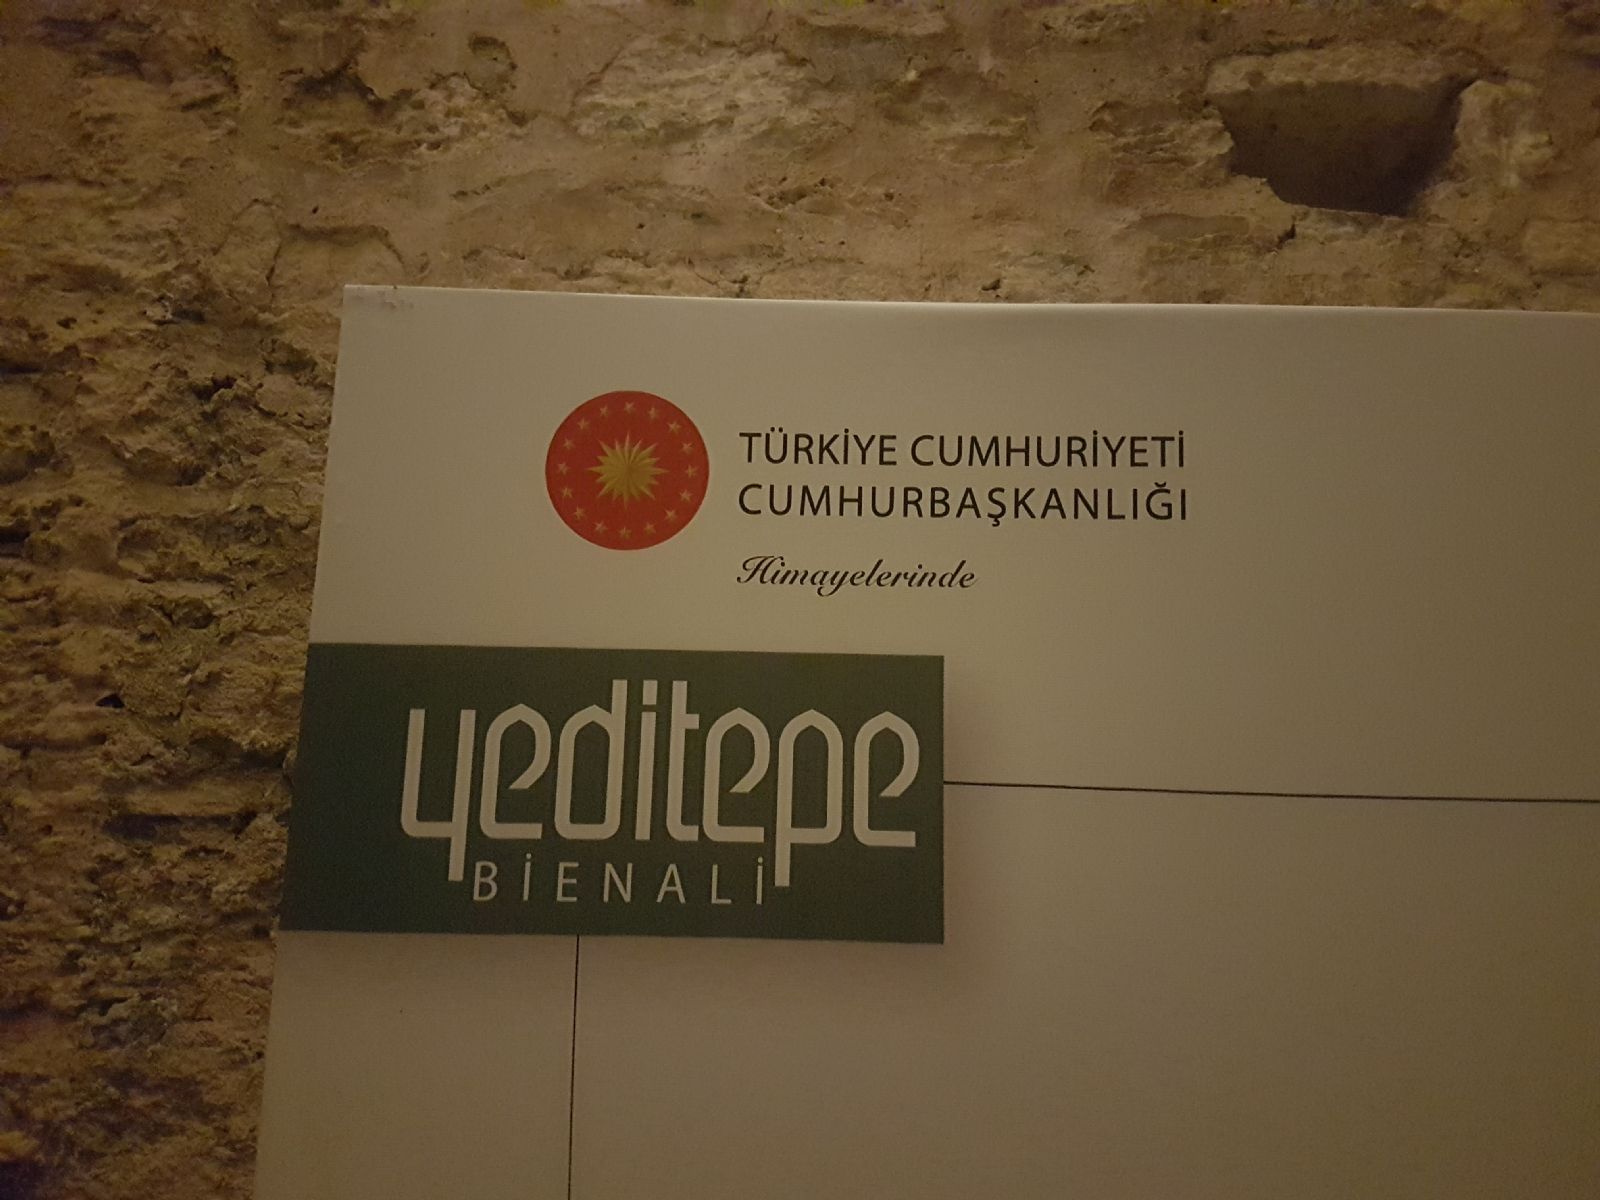 TÜRKİYE CUMHURİYETİ
CUMHURBAŞKANLIĞI
Himayelerinde
yeditepe
BİENALİ